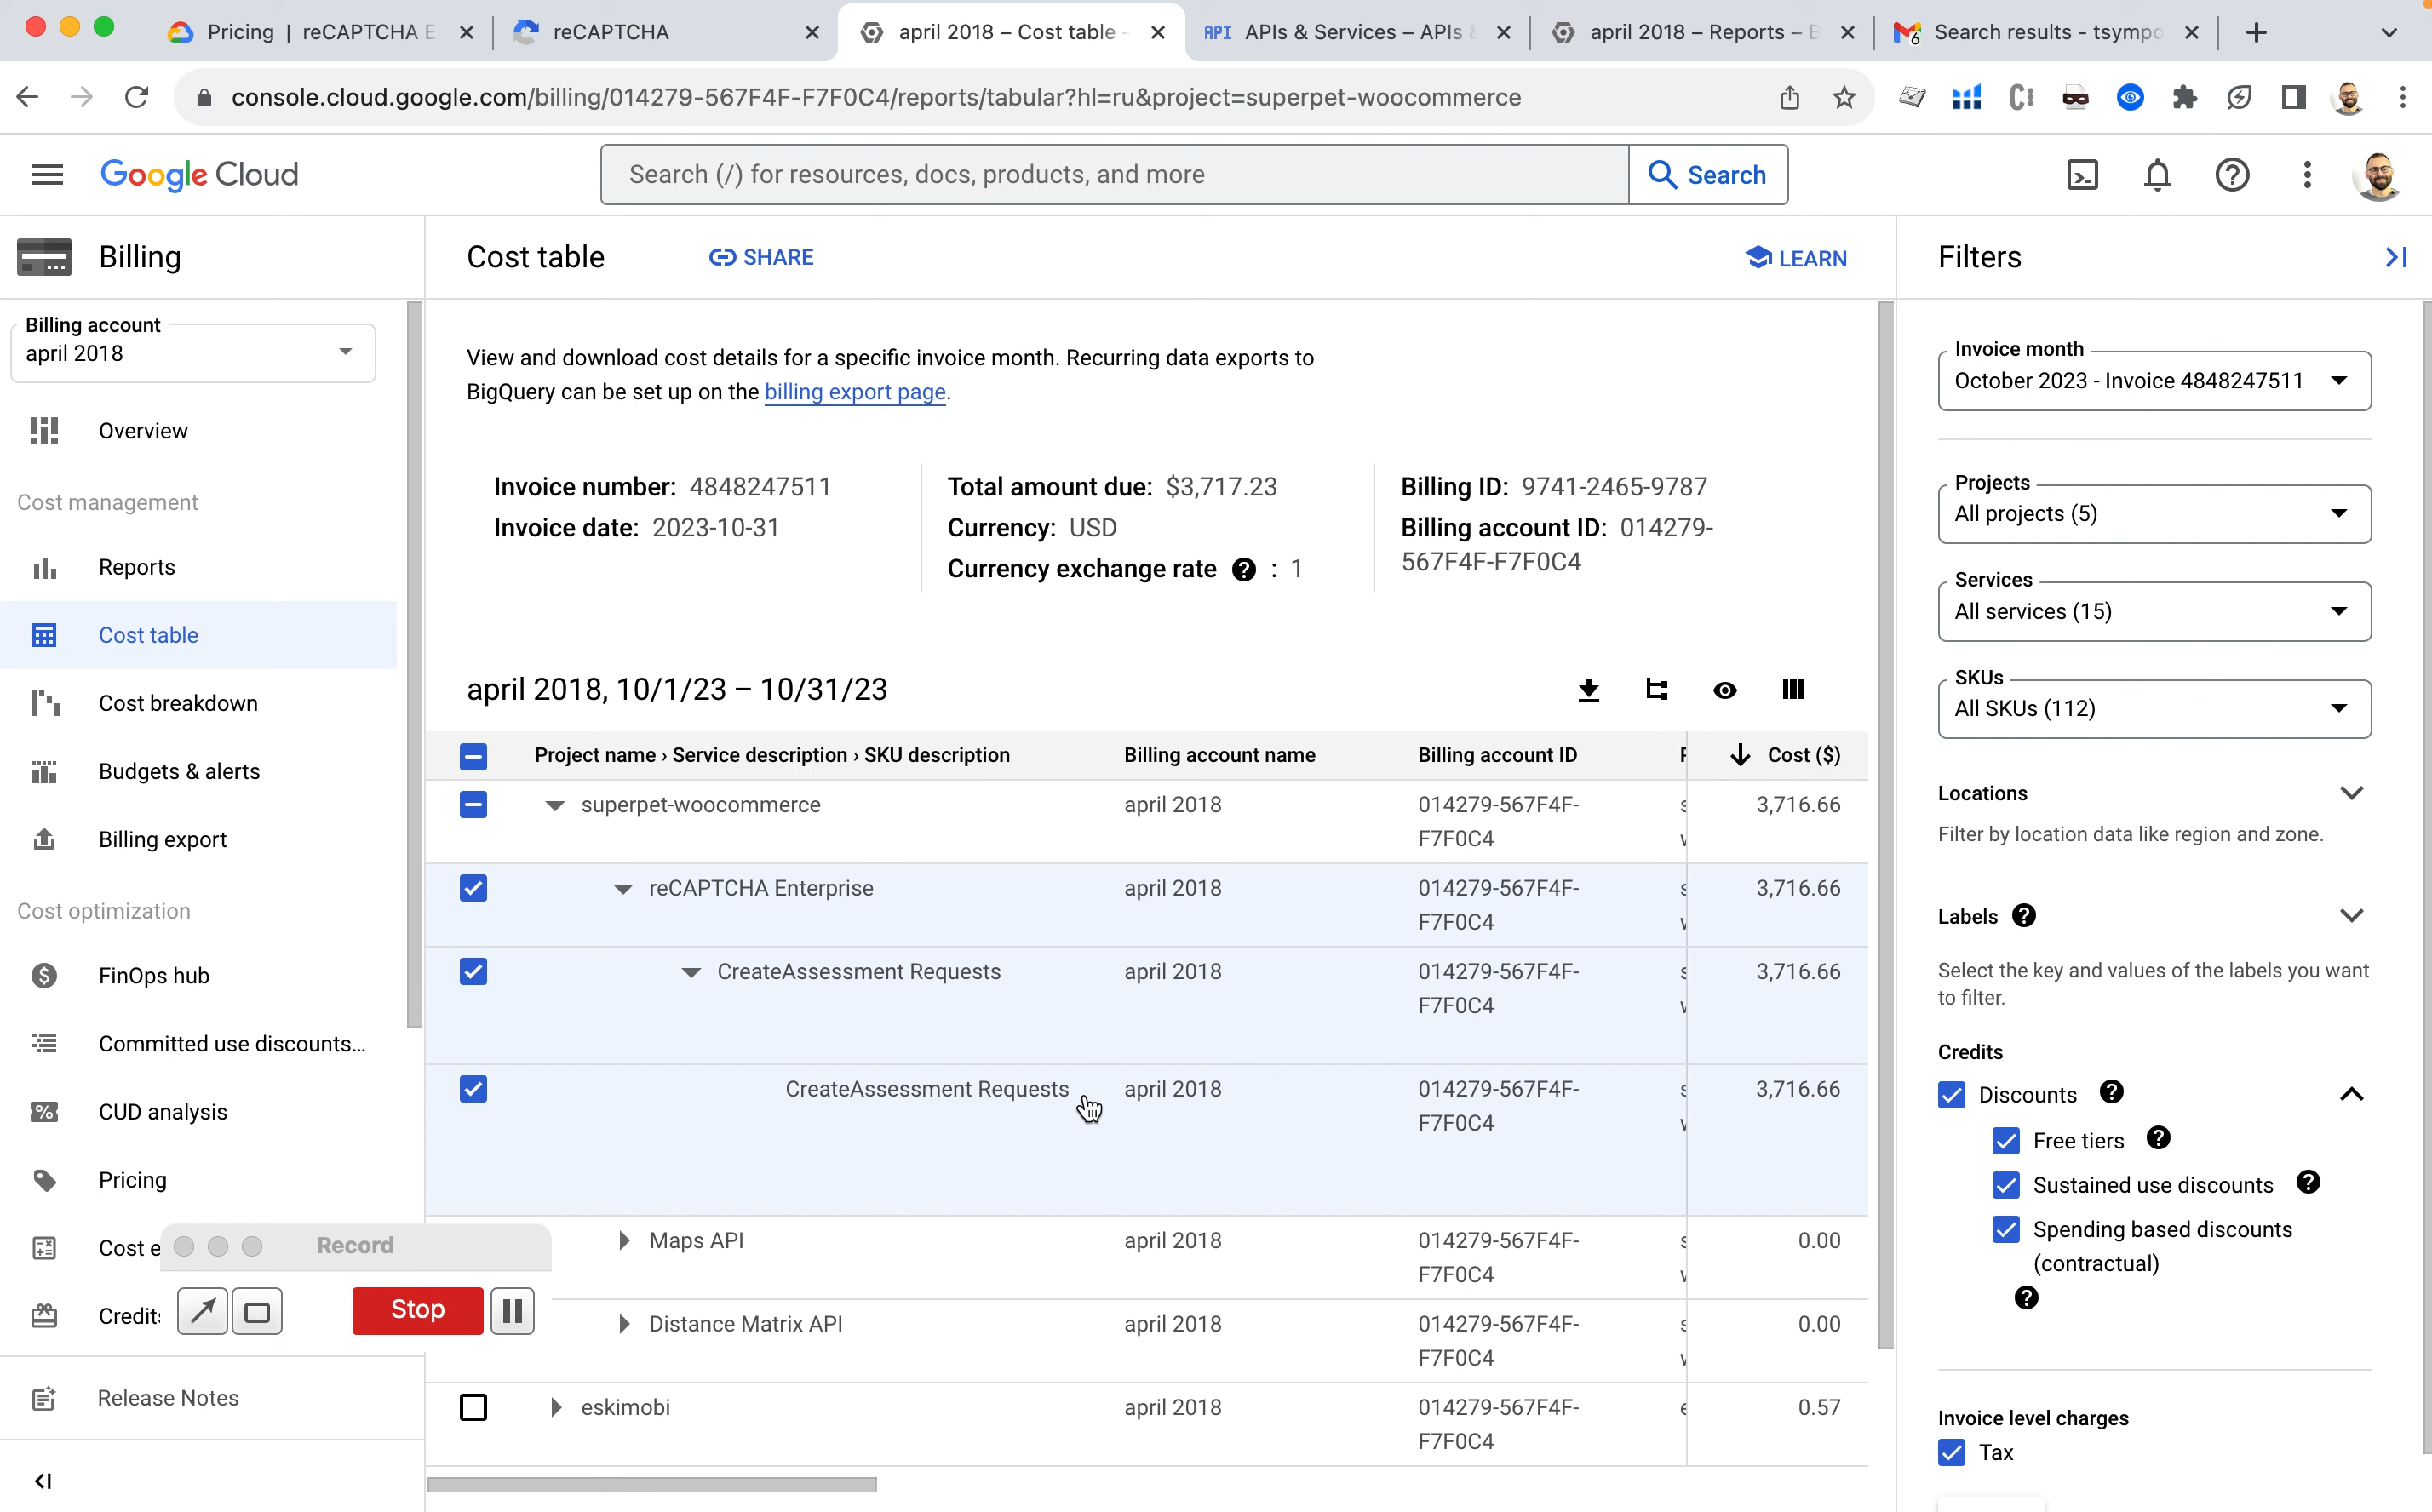 Pricing | reCAPTCHA E
reCAPTCHA
april 2018 – Cost table
API APIs & Services – APIs &
april 2018 – Reports – B
Search results - tsympo
console.cloud.google.com/billing/014279-567F4F-F7F0C4/reports/tabular?hl=ru&project=superpet-woocommerce
Google Cloud
Search (/) for resources, docs, products, and more
Search
Billing
Cost table
SHARE
LEARN
Filters
Billing account
april 2018
Overview
Cost management
Reports
Cost table
Cost breakdown
Budgets & alerts
Billing export
Cost optimization
FinOps hub
Committed use discounts...
CUD analysis
Pricing
Cost e
Credits
Release Notes
Record
Stop
View and download cost details for a specific invoice month. Recurring data exports to
BigQuery can be set up on the billing export page.
Invoice number: 4848247511
Invoice date: 2023-10-31
Total amount due: $3,717.23
Currency: USD
Currency exchange rate : 1
Billing ID: 9741-2465-9787
Billing account ID: 014279-
567F4F-F7F0C4
april 2018, 10/1/23 – 10/31/23
Project name › Service description › SKU description Billing account name Billing account ID Cost ($)
superpet-woocommerce april 2018 014279-567F4F- 3,716.66
F7F0C4
reCAPTCHA Enterprise april 2018 014279-567F4F- 3,716.66
F7F0C4
CreateAssessment Requests april 2018 014279-567F4F- 3,716.66
F7F0C4
CreateAssessment Requests april 2018 014279-567F4F- 3,716.66
F7F0C4
Maps API april 2018 014279-567F4F- 0.00
F7F0C4
Distance Matrix API april 2018 014279-567F4F- 0.00
F7F0C4
eskimobi april 2018 014279-567F4F- 0.57
F7F0C4
Invoice month
October 2023 - Invoice 4848247511
Projects
All projects (5)
Services
All services (15)
SKUs
All SKUs (112)
Locations
Filter by location data like region and zone.
Labels
Select the key and values of the labels you want
to filter.
Credits
Discounts
Free tiers
Sustained use discounts
Spending based discounts
(contractual)
Invoice level charges
Tax